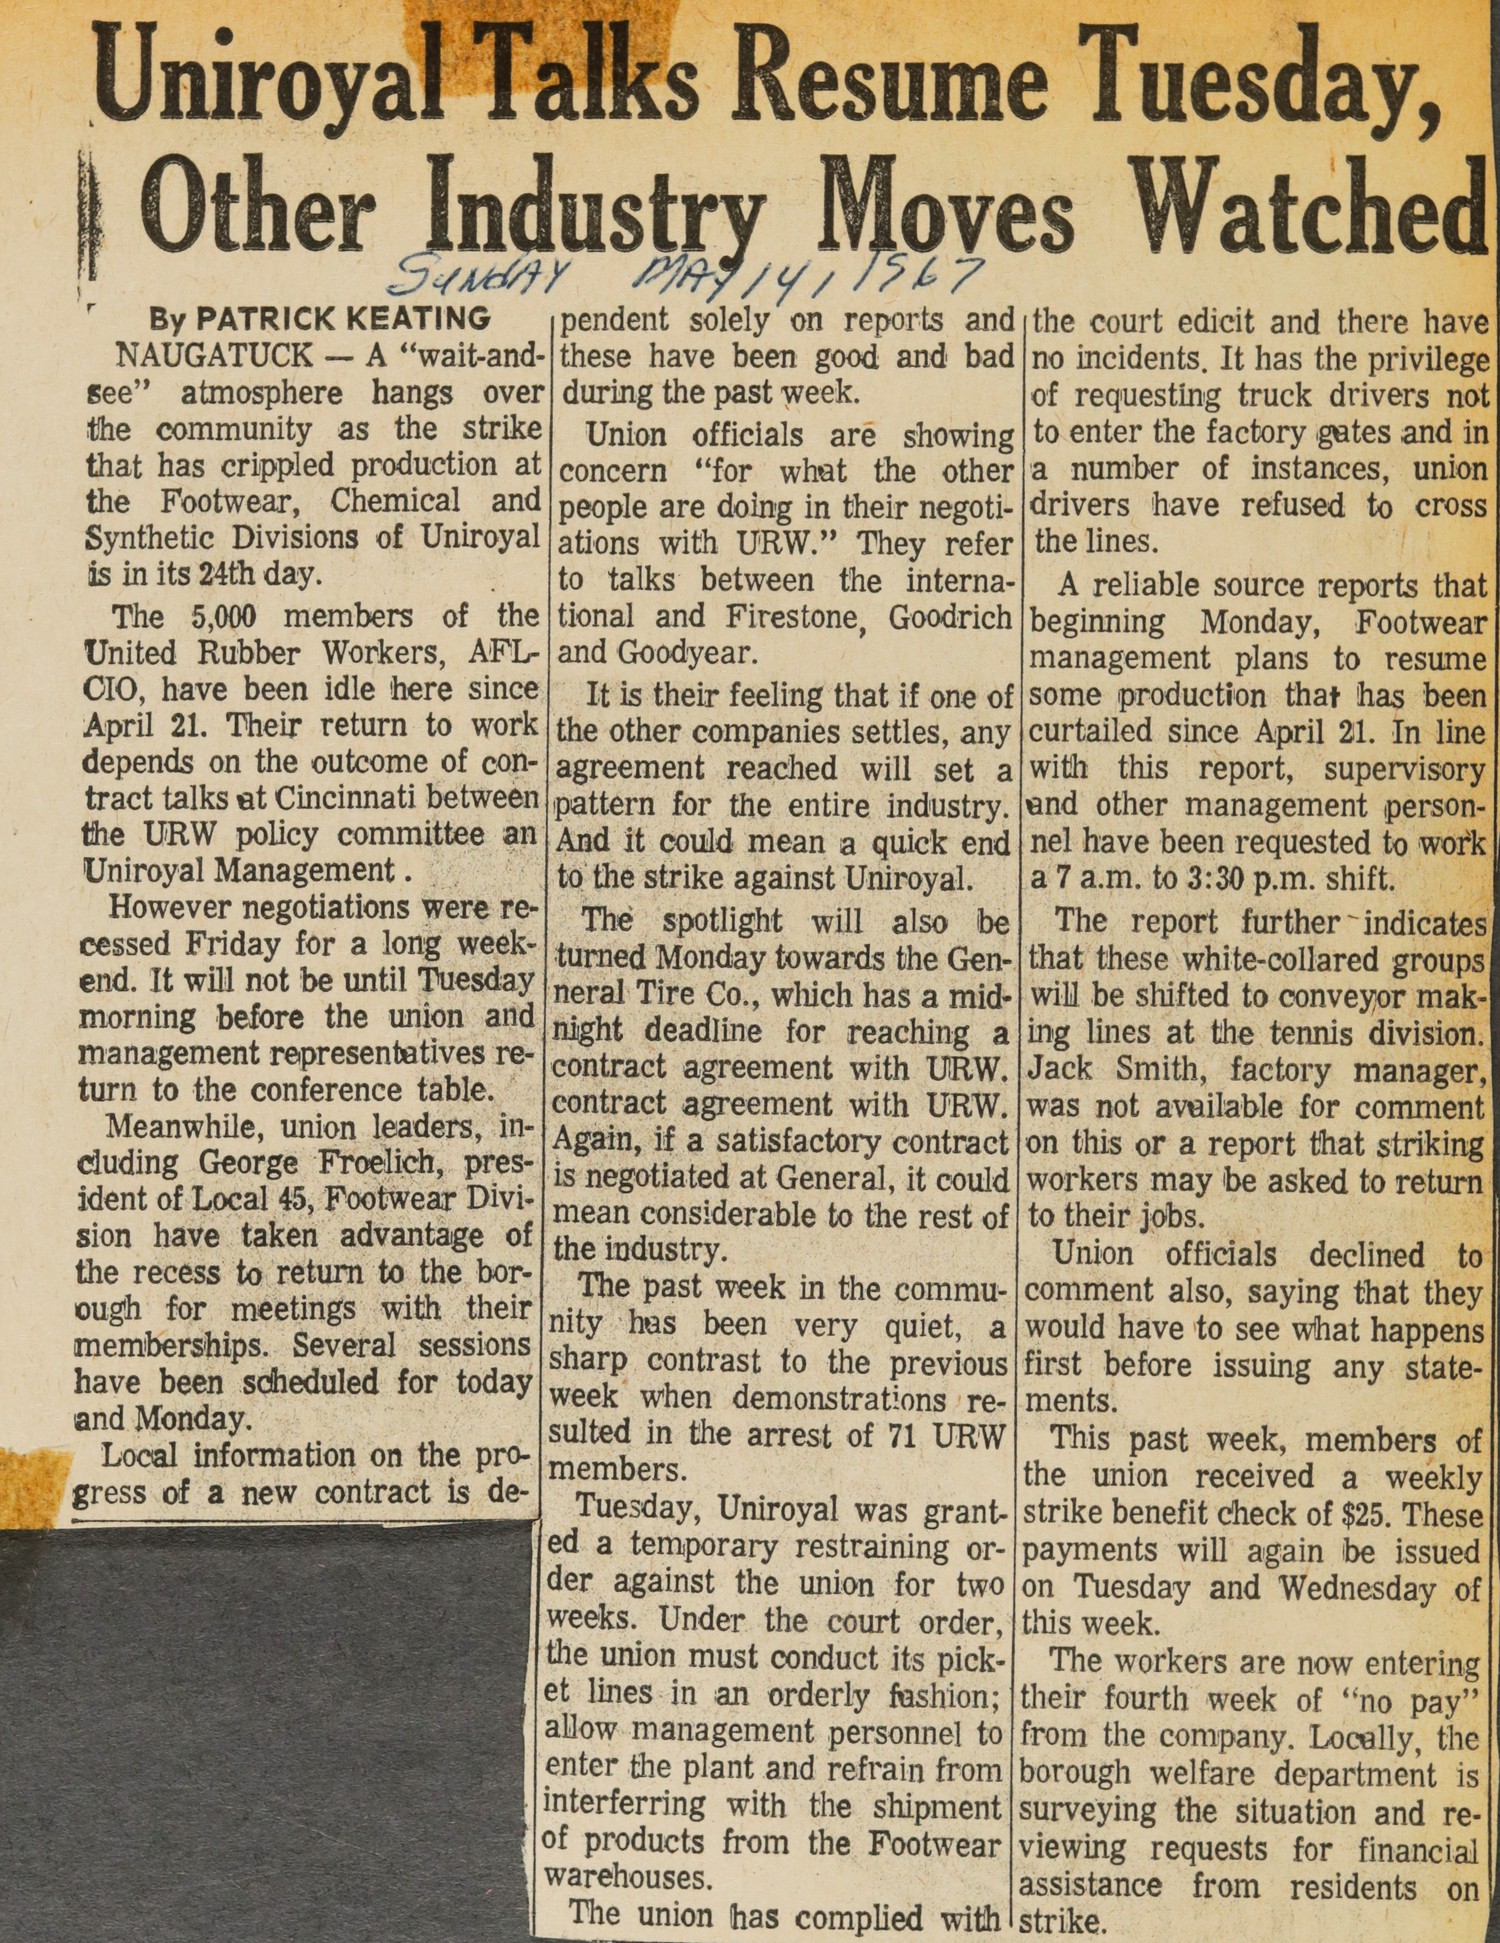 Uniroyal Talks Resume Tuesday,
Other Industry Moves Watched
Sunday May 14, 1967
By PATRICK KEATING
NAUGATUCK — A “wait-and-
see” atmosphere hangs over
the community as the strike
that has crippled production at
the Footwear, Chemical and
Synthetic Divisions of Uniroyal
is in its 24th day.
The 5,000 members of the
United Rubber Workers, AFL-
CIO, have been idle here since
April 21. Their return to work
depends on the outcome of con-
tract talks at Cincinnati between
the URW policy committee an
Uniroyal Management .
However negotiations were re-
cessed Friday for a long week-
end. It will not be until Tuesday
morning before the union and
management representatives re-
turn to the conference table.
Meanwhile, union leaders, in-
cluding George Froelich, pres-
ident of Local 45, Footwear Divi-
sion have taken advantage of
the recess to return to the bor-
ough for meetings with their
memberships. Several sessions
have been scheduled for today
and Monday.
Local information on the pro-
gress of a new contract is de-
pendent solely on reports and
these have been good and bad
during the past week.
Union officials are showing
concern “for what the other
people are doing in their negoti-
ations with URW.” They refer
to talks between the interna-
tional and Firestone, Goodrich
and Goodyear.
It is their feeling that if one of
the other companies settles, any
agreement reached will set a
pattern for the entire industry.
And it could mean a quick end
to the strike against Uniroyal.
The spotlight will also be
turned Monday towards the Gen-
neral Tire Co., which has a mid-
night deadline for reaching a
contract agreement with URW.
contract agreement with URW.
Again, if a satisfactory contract
is negotiated at General, it could
mean considerable to the rest of
the industry.
The past week in the commu-
nity has been very quiet, a
sharp contrast to the previous
week when demonstrations re-
sulted in the arrest of 71 URW
members.
Tuesday, Uniroyal was grant-
ed a temporary restraining or-
der against the union for two
weeks. Under the court order,
the union must conduct its pick-
et lines in an orderly fashion;
allow management personnel to
enter the plant and refrain from
interferring with the shipment
of products from the Footwear
warehouses.
The union has complied with
the court edicit and there have
no incidents. It has the privilege
of requesting truck drivers not
to enter the factory gates and in
a number of instances, union
drivers have refused to cross
the lines.
A reliable source reports that
beginning Monday, Footwear
management plans to resume
some production that has been
curtailed since April 21. In line
with this report, supervisory
and other management person-
nel have been requested to work
a 7 a.m. to 3:30 p.m. shift.
The report further indicates
that these white-collared groups
will be shifted to conveyor mak-
ing lines at the tennis division.
Jack Smith, factory manager,
was not available for comment
on this or a report that striking
workers may be asked to return
to their jobs.
Union officials declined to
comment also, saying that they
would have to see what happens
first before issuing any state-
ments.
This past week, members of
the union received a weekly
strike benefit check of $25. These
payments will again be issued
on Tuesday and Wednesday of
this week.
The workers are now entering
their fourth week of “no pay”
from the company. Locally, the
borough welfare department is
surveying the situation and re-
viewing requests for financial
assistance from residents on
strike.